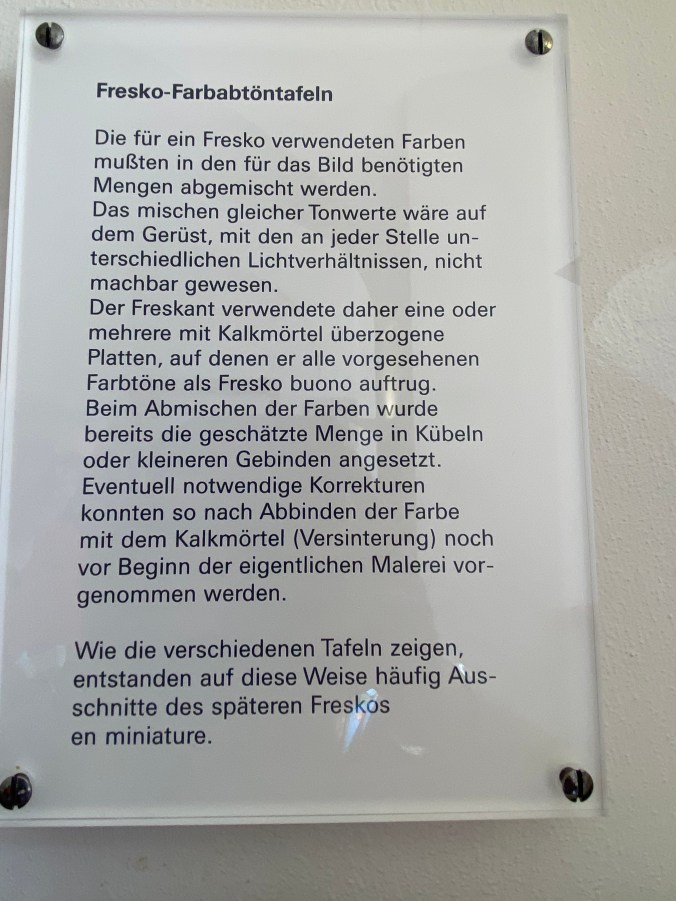 Fresko-Farbabtöntafeln
Die für ein Fresko verwendeten Farben
mußten in den für das Bild benötigten
Mengen abgemischt werden.
Das mischen gleicher Tonwerte wäre auf
dem Gerüst, mit den an jeder Stelle un-
terschiedlichen Lichtverhältnissen, nicht
machbar gewesen.
Der Freskant verwendete daher eine oder
mehrere mit Kalkmörtel überzogene
Platten, auf denen er alle vorgesehenen
Farbtöne als Fresko buono auftrug.
Beim Abmischen der Farben wurde
bereits die geschätzte Menge in Kübeln
oder kleineren Gebinden angesetzt.
Eventuell notwendige Korrekturen
konnten so nach Abbinden der Farbe
mit dem Kalkmörtel (Versinterung) noch
vor Beginn der eigentlichen Malerei vor-
genommen werden.
Wie die verschiedenen Tafeln zeigen,
entstanden auf diese Weise häufig Aus-
schnitte des späteren Freskos
en miniature.